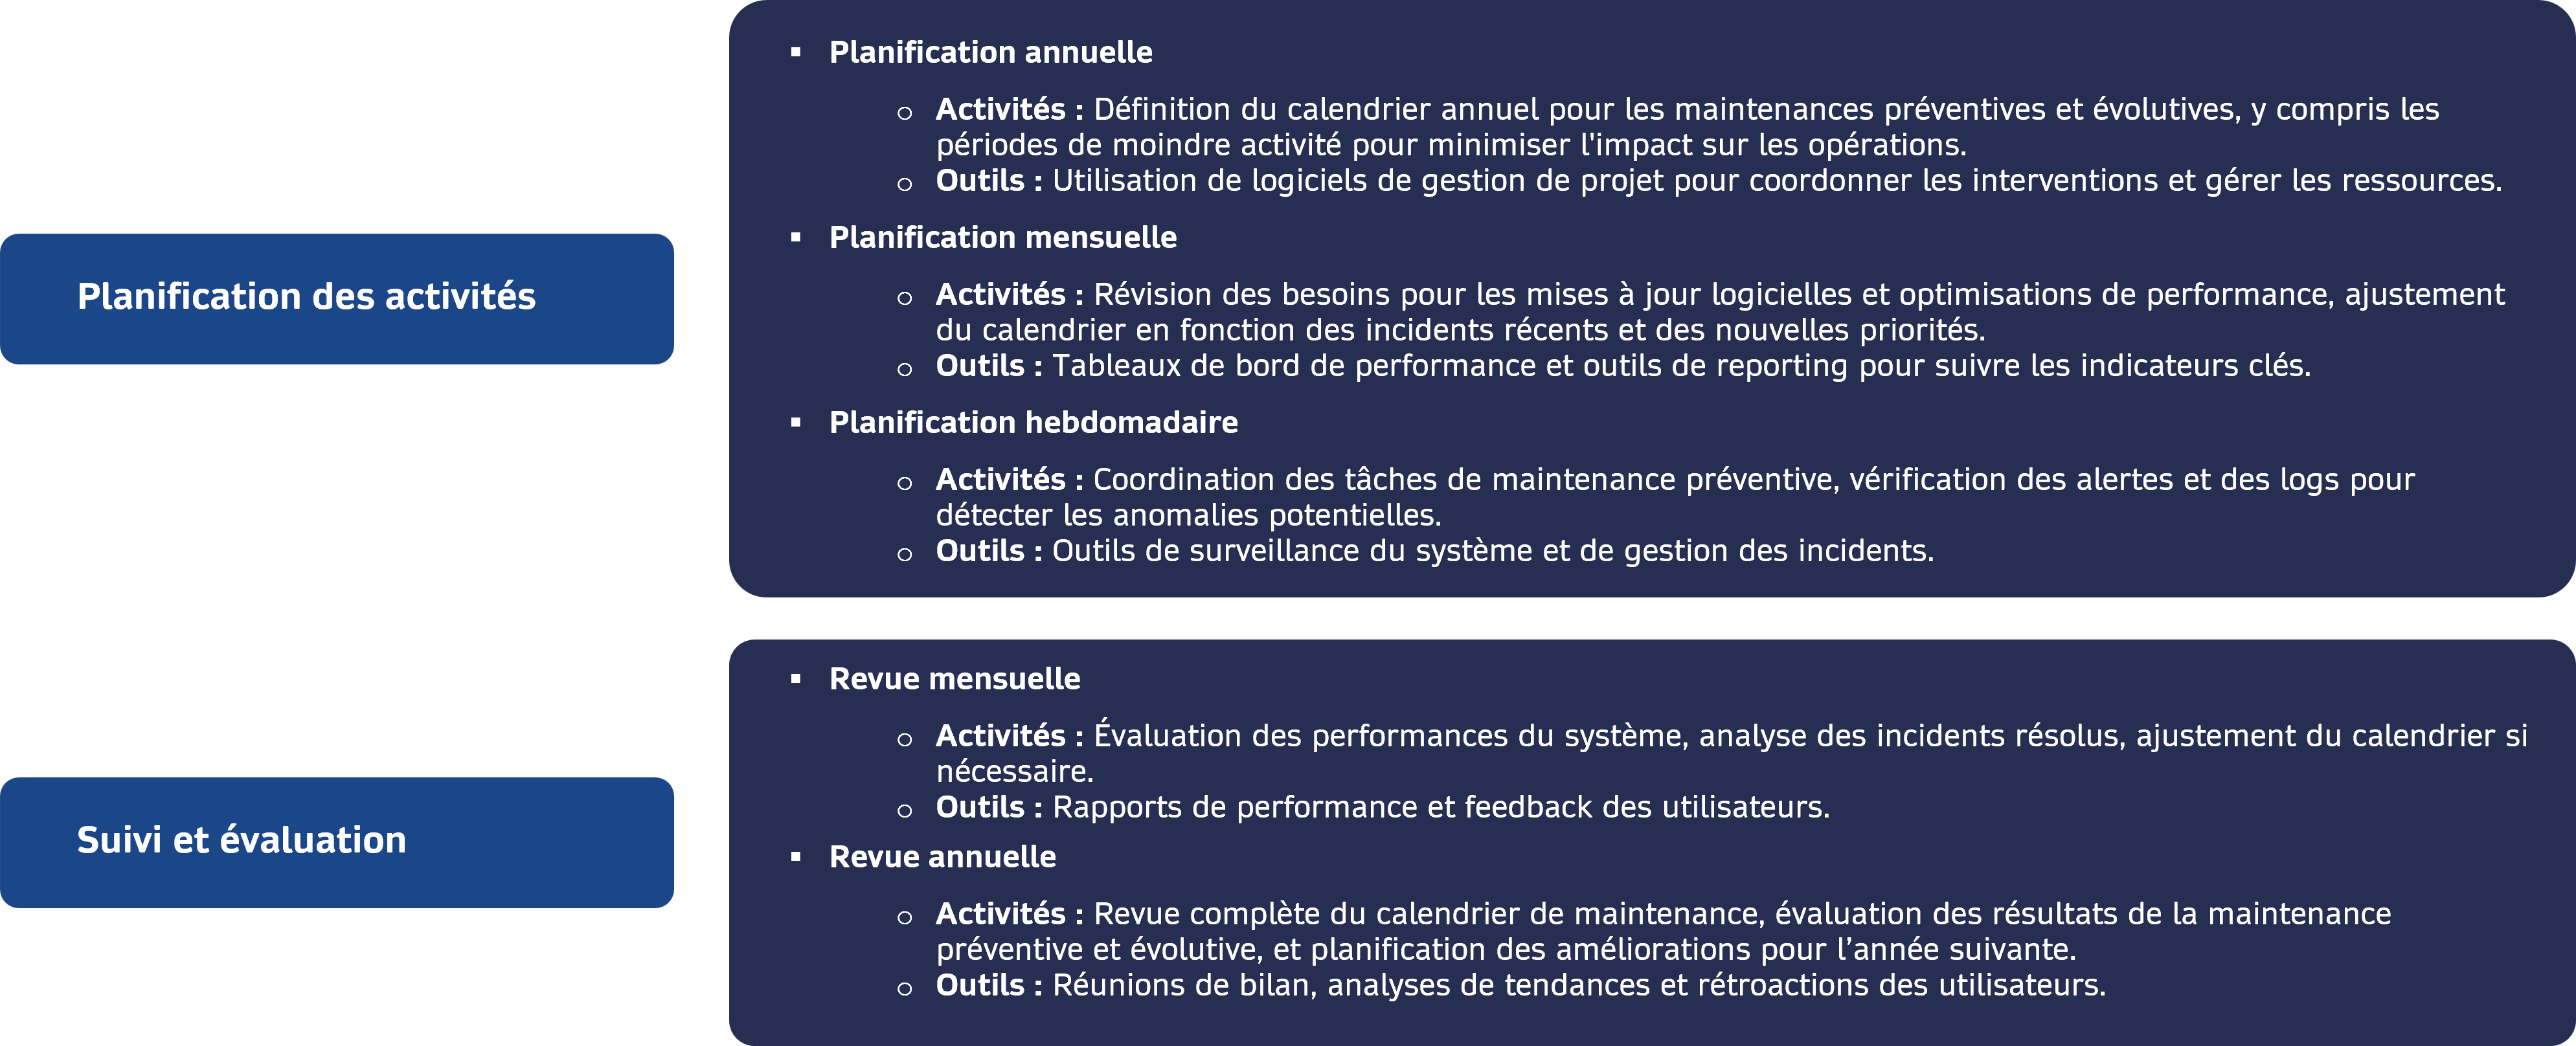 Planification des activités
▪ Planification annuelle
o Activités : Définition du calendrier annuel pour les maintenances préventives et évolutives, y compris les
périodes de moindre activité pour minimiser l'impact sur les opérations.
o Outils : Utilisation de logiciels de gestion de projet pour coordonner les interventions et gérer les ressources.
▪ Planification mensuelle
o Activités : Révision des besoins pour les mises à jour logicielles et optimisations de performance, ajustement
du calendrier en fonction des incidents récents et des nouvelles priorités.
o Outils : Tableaux de bord de performance et outils de reporting pour suivre les indicateurs clés.
▪ Planification hebdomadaire
o Activités : Coordination des tâches de maintenance préventive, vérification des alertes et des logs pour
détecter les anomalies potentielles.
o Outils : Outils de surveillance du système et de gestion des incidents.
Suivi et évaluation
▪ Revue mensuelle
o Activités : Évaluation des performances du système, analyse des incidents résolus, ajustement du calendrier si
nécessaire.
o Outils : Rapports de performance et feedback des utilisateurs.
▪ Revue annuelle
o Activités : Revue complète du calendrier de maintenance, évaluation des résultats de la maintenance
préventive et évolutive, et planification des améliorations pour l’année suivante.
o Outils : Réunions de bilan, analyses de tendances et rétroactions des utilisateurs.